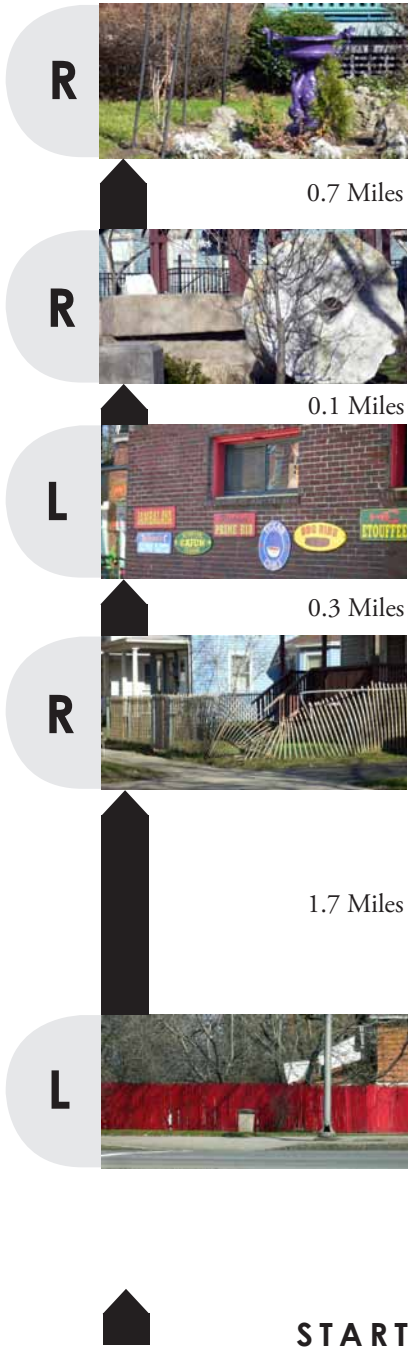 R
0.7 Miles
R
0.1 Miles
L
JAMBALAYA
PRIME RIB
CAJUN
BBQ RIBS
ETOUFFEE
0.3 Miles
R
1.7 Miles
L
START